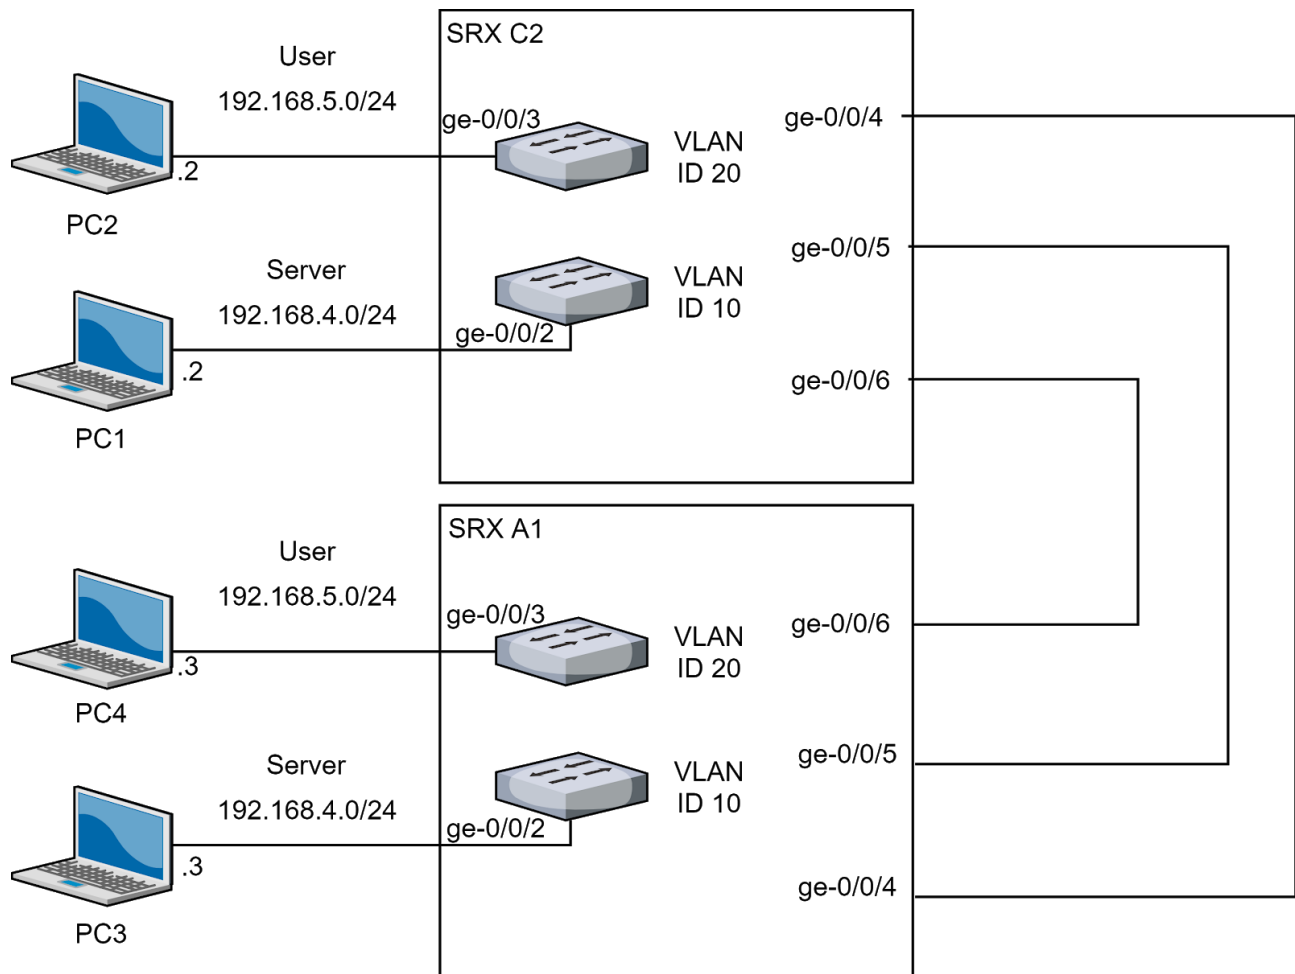 SRX C2
User
192.168.5.0/24
ge-0/0/3
VLAN
ID 20
ge-0/0/4
.2
PC2
Server
192.168.4.0/24
ge-0/0/2
VLAN
ID 10
ge-0/0/5
.2
PC1
ge-0/0/6
SRX A1
User
192.168.5.0/24
ge-0/0/3
VLAN
ID 20
ge-0/0/6
.3
PC4
Server
192.168.4.0/24
ge-0/0/2
VLAN
ID 10
ge-0/0/5
.3
PC3
ge-0/0/4